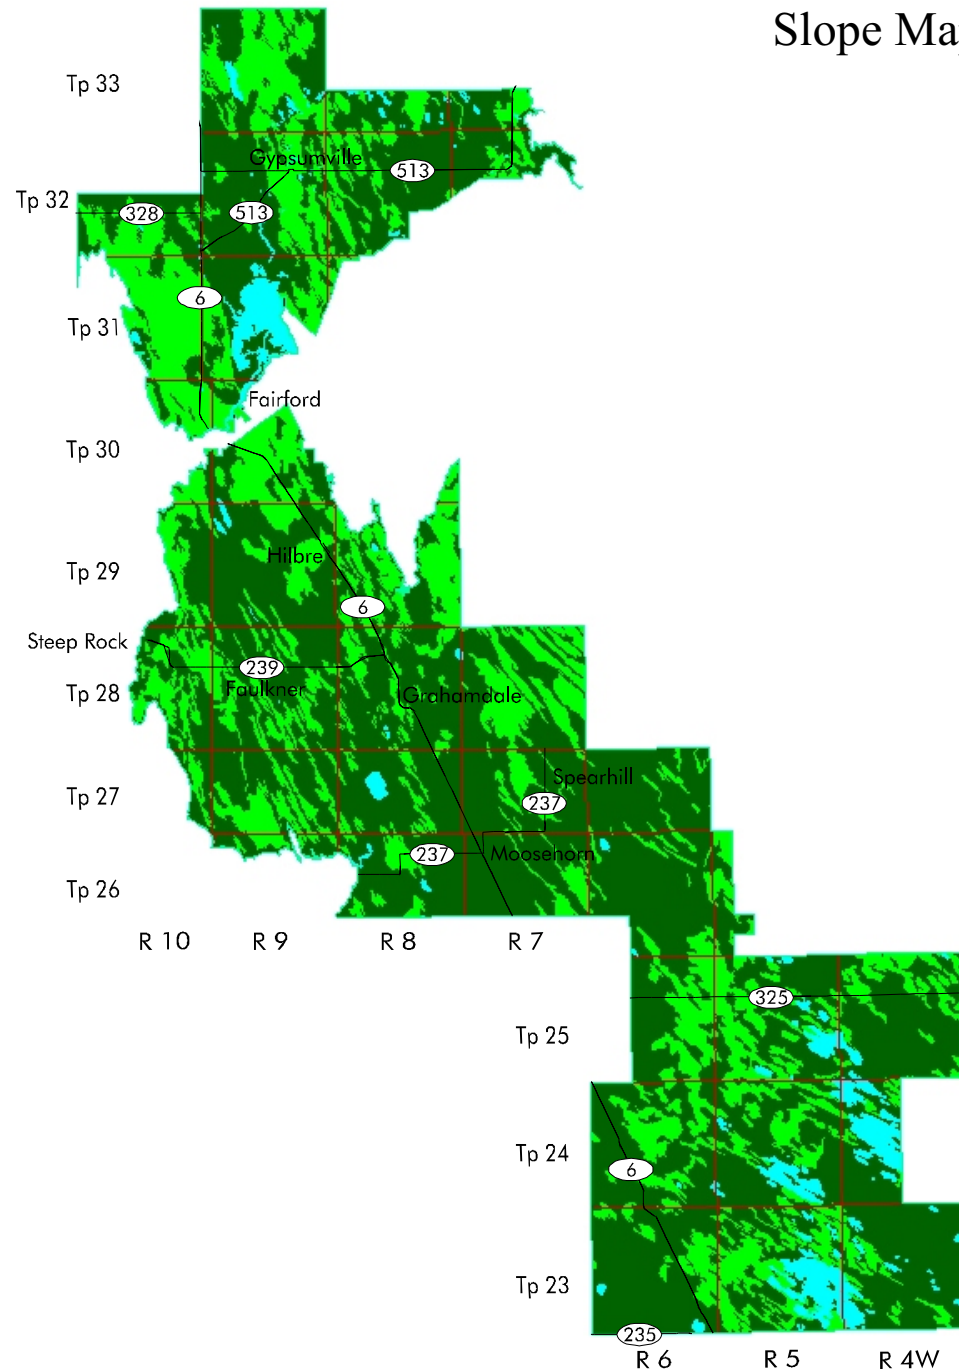 Slope Ma
Tp 33
Gypsumville
513
Tp 32
328
513
6
Tp 31
Fairford
Tp 30
Hilbre
Tp 29
6
Steep Rock
239
Faulkner
Tp 28
Grahamdale
Spearhill
Tp 27
237
237
Moosehorn
Tp 26
R 10
R 9
R 8
R 7
325
Tp 25
Tp 24
6
Tp 23
235
R 6
R 5
R 4W